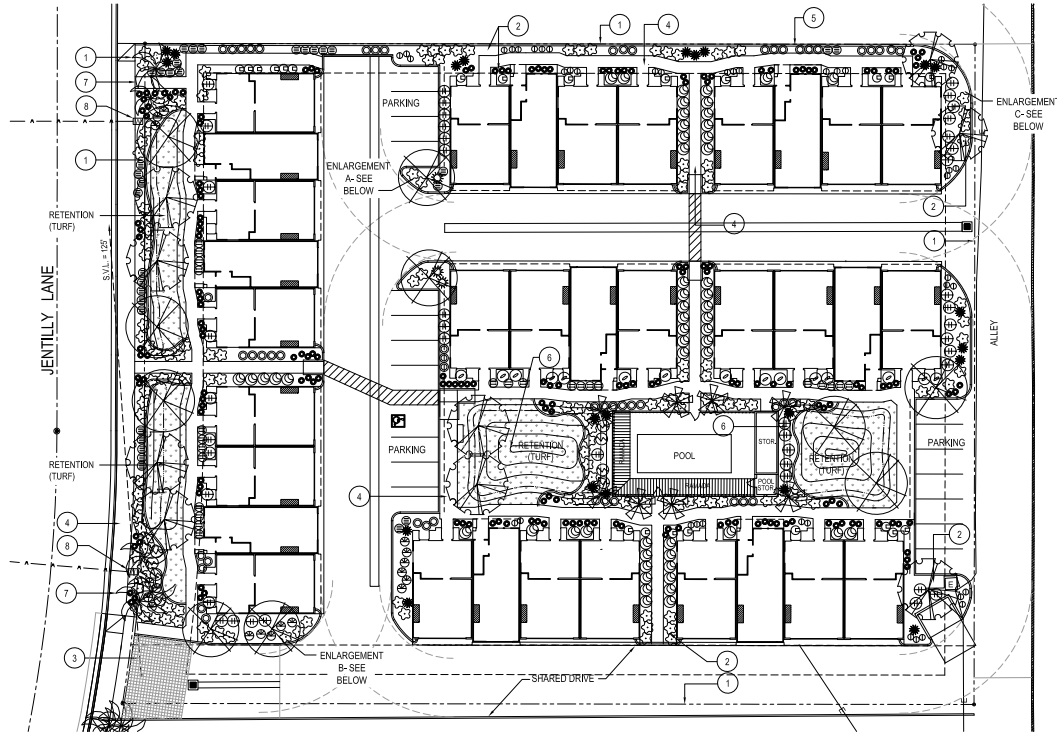 2
1
4
5
1
7
8
1
PARKING
ENLARGEMENT
C- SEE
BELOW
ENLARGEMENT
A- SEE
BELOW
2
RETENTION
(TURF)
4
1
S.V.L. = 125'
JENTILLY LANE
ALLEY
6
6
RETENTION
(TURF)
POOL
STOR.
RETENTION
(TURF)
PARKING
PARKING
RAMADA
POOL
STOR.
RETENTION
(TURF)
4
4
8
2
E
7
3
ENLARGEMENT
B- SEE
BELOW
2
SHARED DRIVE
1